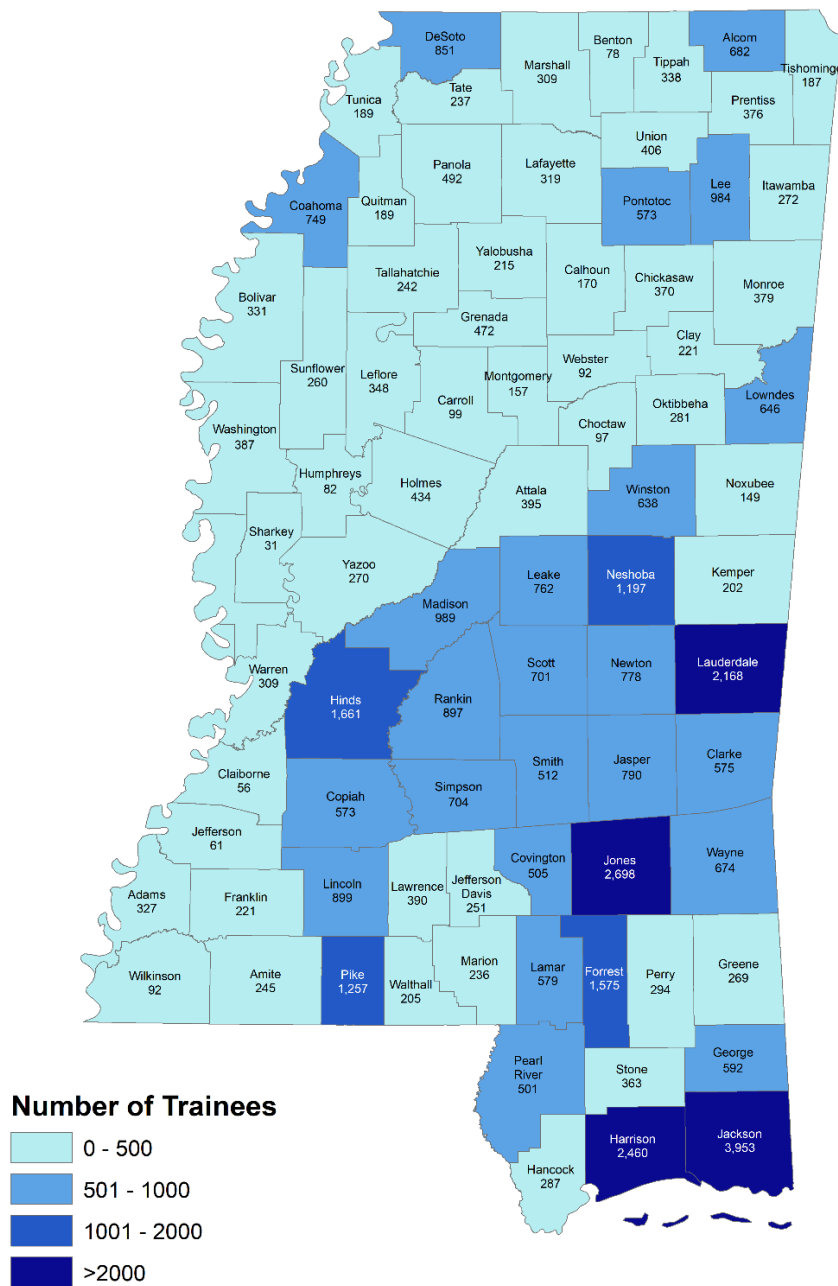 DeSoto
851
Marshall
309
Benton
78
Tippah
338
Alcom
682
Tishomingo
187
Tunica
189
Tate
237
Prentiss
376
Union
406
Panola
492
Lafayette
319
Coahoma
749
Quitman
189
Pontotoc
573
Lee
984
Itawamba
272
Yalobusha
215
Tallahatchie
242
Calhoun
170
Chickasaw
370
Monroe
379
Bolivar
331
Grenada
472
Clay
221
Sunflower
260
Leflore
348
Carroll
99
Montgomery
157
Webster
92
Lowndes
646
Oktibbeha
281
Choctaw
97
Washington
387
Humphreys
82
Holmes
434
Attala
395
Winston
638
Noxubee
149
Sharkey
31
Yazoo
270
Leake
762
Neshoba
1,197
Kemper
202
Madison
989
Warren
309
Hinds
1,661
Rankin
897
Scott
701
Newton
778
Lauderdale
2,168
Claiborne
56
Copiah
573
Simpson
704
Smith
512
Jasper
790
Clarke
575
Jefferson
61
Adams
327
Franklin
221
Lincoln
899
Lawrence
390
Jefferson
Davis
251
Covington
505
Jones
2,698
Wayne
674
Wilkinson
92
Amite
245
Pike
1,257
Walthall
205
Marion
236
Lamar
579
Forrest
1,575
Perry
294
Greene
269
Pearl
River
501
Stone
363
George
592
Hancock
287
Harrison
2,460
Jackson
3,953
Number of Trainees
0 - 500
501 - 1000
1001 - 2000
>2000